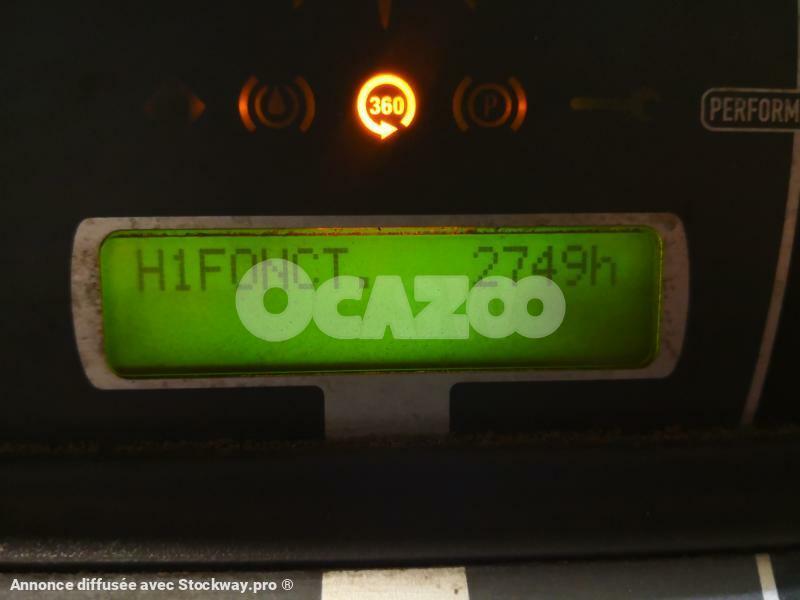 360
P
PERFORM
H1FONCT. 2749h
OCAZOO
Annonce diffusée avec Stockway.pro ®